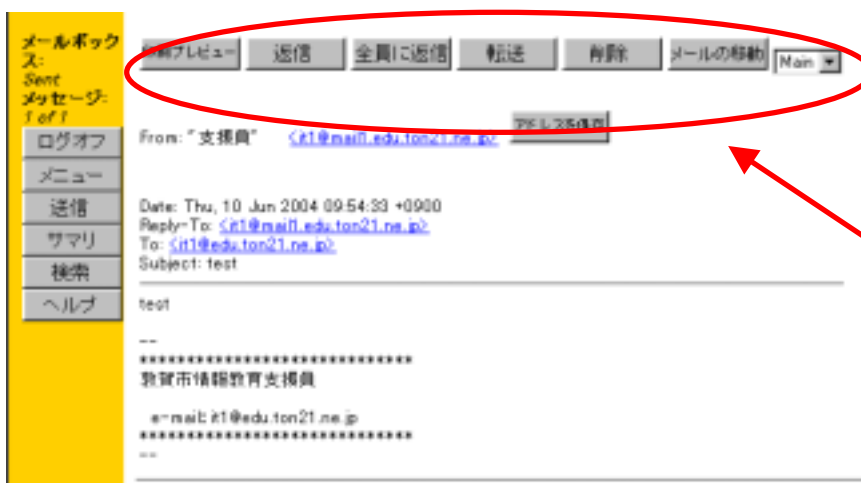 メールボック
ス:
Sent
メッセージ:
1 of 1
ログオフ
メニュー
送信
サマリ
検索
ヘルプ
印刷プレビュー 返信 全員に返信 転送 削除 メールの移動 Main
From: "支援員" <it1@mail1.edu.ton21.ne.jp> アドレスを保存
Date: Thu, 10 Jun 2004 09:54:33 +0900
Reply-To: <it1@mail1.edu.ton21.ne.jp>
To: <it1@edu.ton21.ne.jp>
Subject: test
test
--
*****************************
敦賀市情報教育支援員
e-mail:it1@edu.ton21.ne.jp
*****************************
--